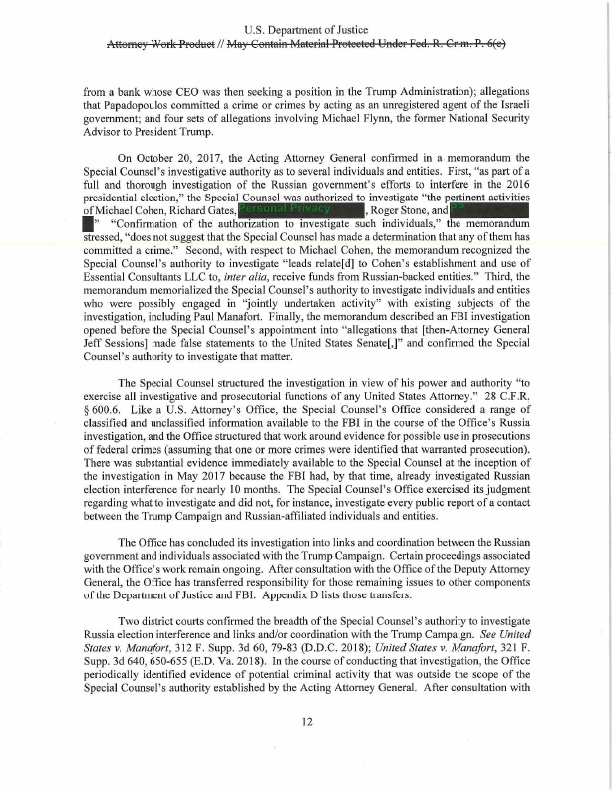 U.S. Department of Justice
Attorney Work Product // May Contain Material Protected Under Fed. R. Crim. P. 6(e)
from a bank whose CEO was then seeking a position in the Trump Administration); allegations
that Papadopoulos committed a crime or crimes by acting as an unregistered agent of the Israeli
government; and four sets of allegations involving Michael Flynn, the former National Security
Advisor to President Trump.
On October 20, 2017, the Acting Attorney General confirmed in a memorandum the
Special Counsel's investigative authority as to several individuals and entities. First, "as part of a
full and thorough investigation of the Russian government's efforts to interfere in the 2016
presidential election," the Special Counsel was authorized to investigate "the pertinent activities
of Michael Cohen, Richard Gates, Personal Privacy, Roger Stone, and
" "Confirmation of the authorization to investigate such individuals," the memorandum
stressed, "does not suggest that the Special Counsel has made a determination that any of them has
committed a crime." Second, with respect to Michael Cohen, the memorandum recognized the
Special Counsel's authority to investigate "leads relate[d] to Cohen's establishment and use of
Essential Consultants LLC to, inter alia, receive funds from Russian-backed entities." Third, the
memorandum memorialized the Special Counsel's authority to investigate individuals and entities
who were possibly engaged in "jointly undertaken activity" with existing subjects of the
investigation, including Paul Manafort. Finally, the memorandum described an FBI investigation
opened before the Special Counsel's appointment into "allegations that [then-Attorney General
Jeff Sessions] made false statements to the United States Senate[,]" and confirmed the Special
Counsel's authority to investigate that matter.
The Special Counsel structured the investigation in view of his power and authority "to
exercise all investigative and prosecutorial functions of any United States Attorney." 28 C.F.R.
§ 600.6. Like a U.S. Attorney's Office, the Special Counsel's Office considered a range of
classified and unclassified information available to the FBI in the course of the Office's Russia
investigation, and the Office structured that work around evidence for possible use in prosecutions
of federal crimes (assuming that one or more crimes were identified that warranted prosecution).
There was substantial evidence immediately available to the Special Counsel at the inception of
the investigation in May 2017 because the FBI had, by that time, already investigated Russian
election interference for nearly 10 months. The Special Counsel's Office exercised its judgment
regarding what to investigate and did not, for instance, investigate every public report of a contact
between the Trump Campaign and Russian-affiliated individuals and entities.
The Office has concluded its investigation into links and coordination between the Russian
government and individuals associated with the Trump Campaign. Certain proceedings associated
with the Office's work remain ongoing. After consultation with the Office of the Deputy Attorney
General, the Office has transferred responsibility for those remaining issues to other components
of the Department of Justice and FBI. Appendix D lists those transfers.
Two district courts confirmed the breadth of the Special Counsel's authority to investigate
Russia election interference and links and/or coordination with the Trump Campaign. See United
States v. Manafort, 312 F. Supp. 3d 60, 79-83 (D.D.C. 2018); United States v. Manafort, 321 F.
Supp. 3d 640, 650-655 (E.D. Va. 2018). In the course of conducting that investigation, the Office
periodically identified evidence of potential criminal activity that was outside the scope of the
Special Counsel's authority established by the Acting Attorney General. After consultation with
12